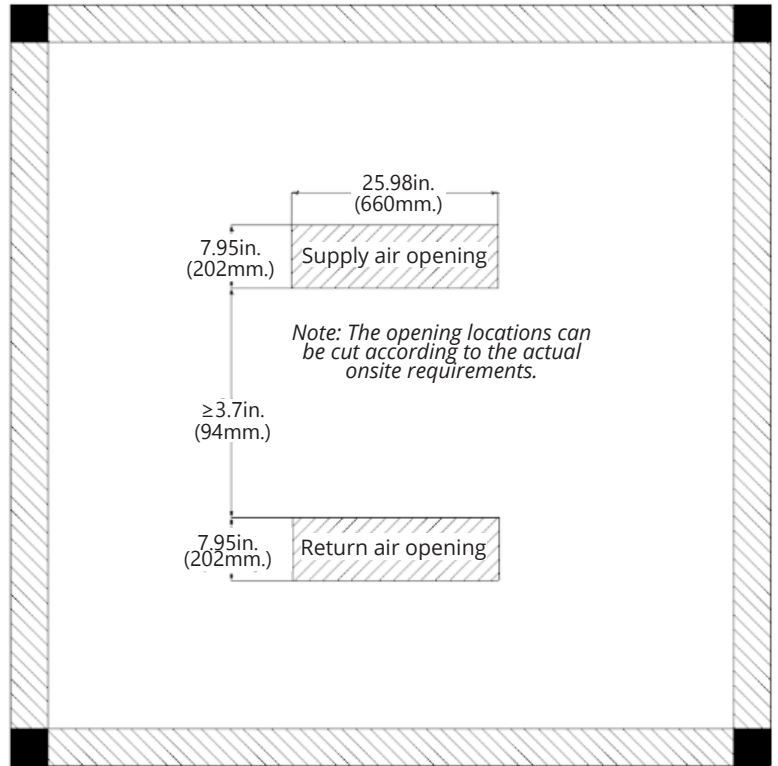 25.98in.
(660mm.)
7.95in.
(202mm.)
Supply air opening
Note: The opening locations can
be cut according to the actual
onsite requirements.
≥3.7in.
(94mm.)
7.95in.
(202mm.)
Return air opening